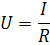 U = I/R